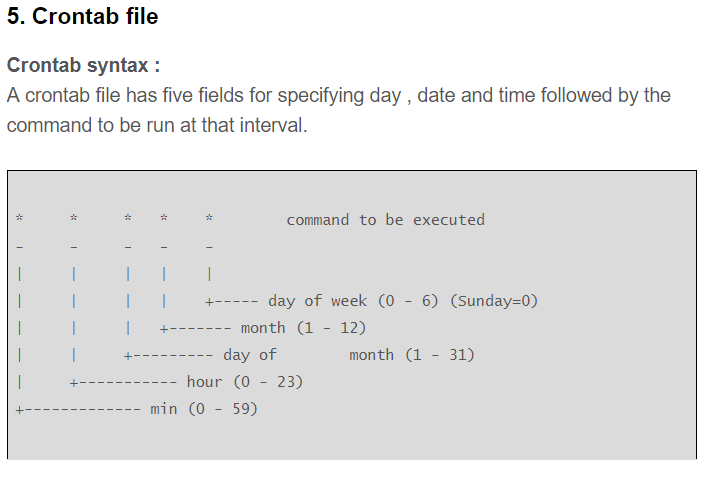 5. Crontab file
Crontab syntax :
A crontab file has five fields for specifying day , date and time followed by the
command to be run at that interval.
*     *     *   *    *        command to be executed
-     -     -   -    -
|     |     |   |    |
|     |     |   |    +----- day of week (0 - 6) (Sunday=0)
|     |     |   +------- month (1 - 12)
|     |     +--------- day of        month (1 - 31)
|     +----------- hour (0 - 23)
+------------- min (0 - 59)